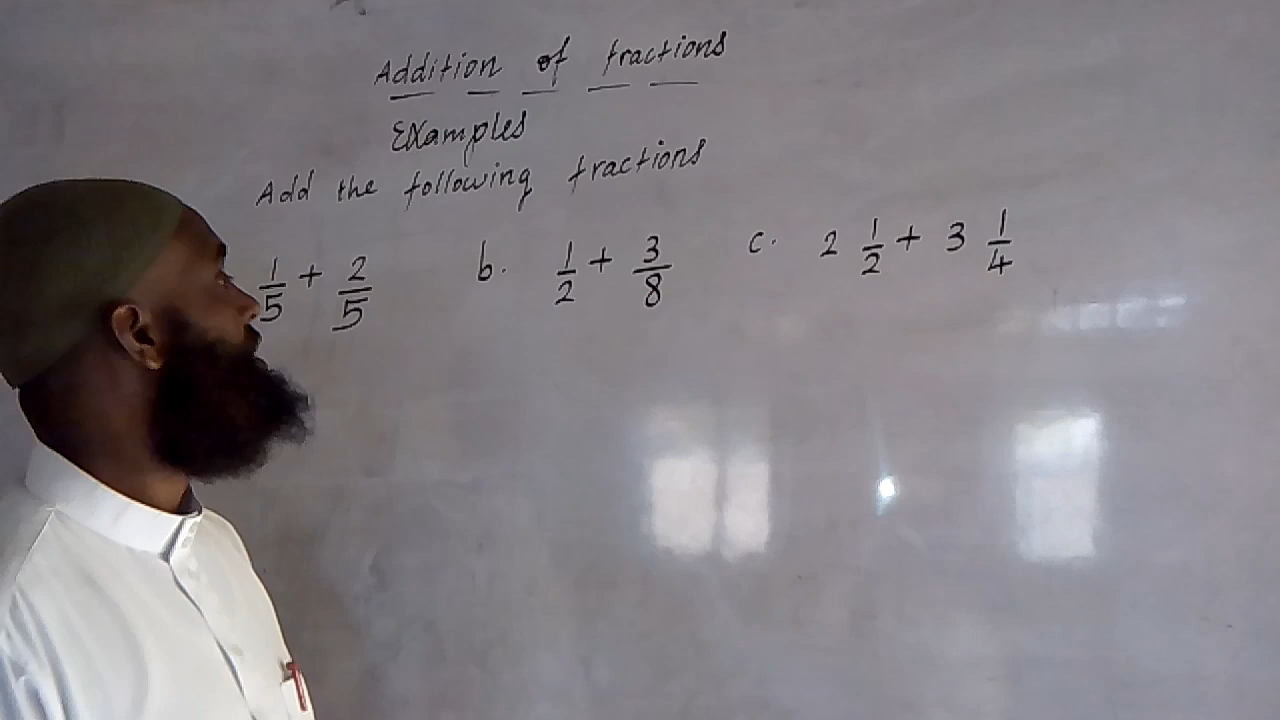 Addition of fractions
Examples
Add the following fractions
1/5 + 2/5 b. 1/2 + 3/8 c. 2 1/2 + 3 1/4